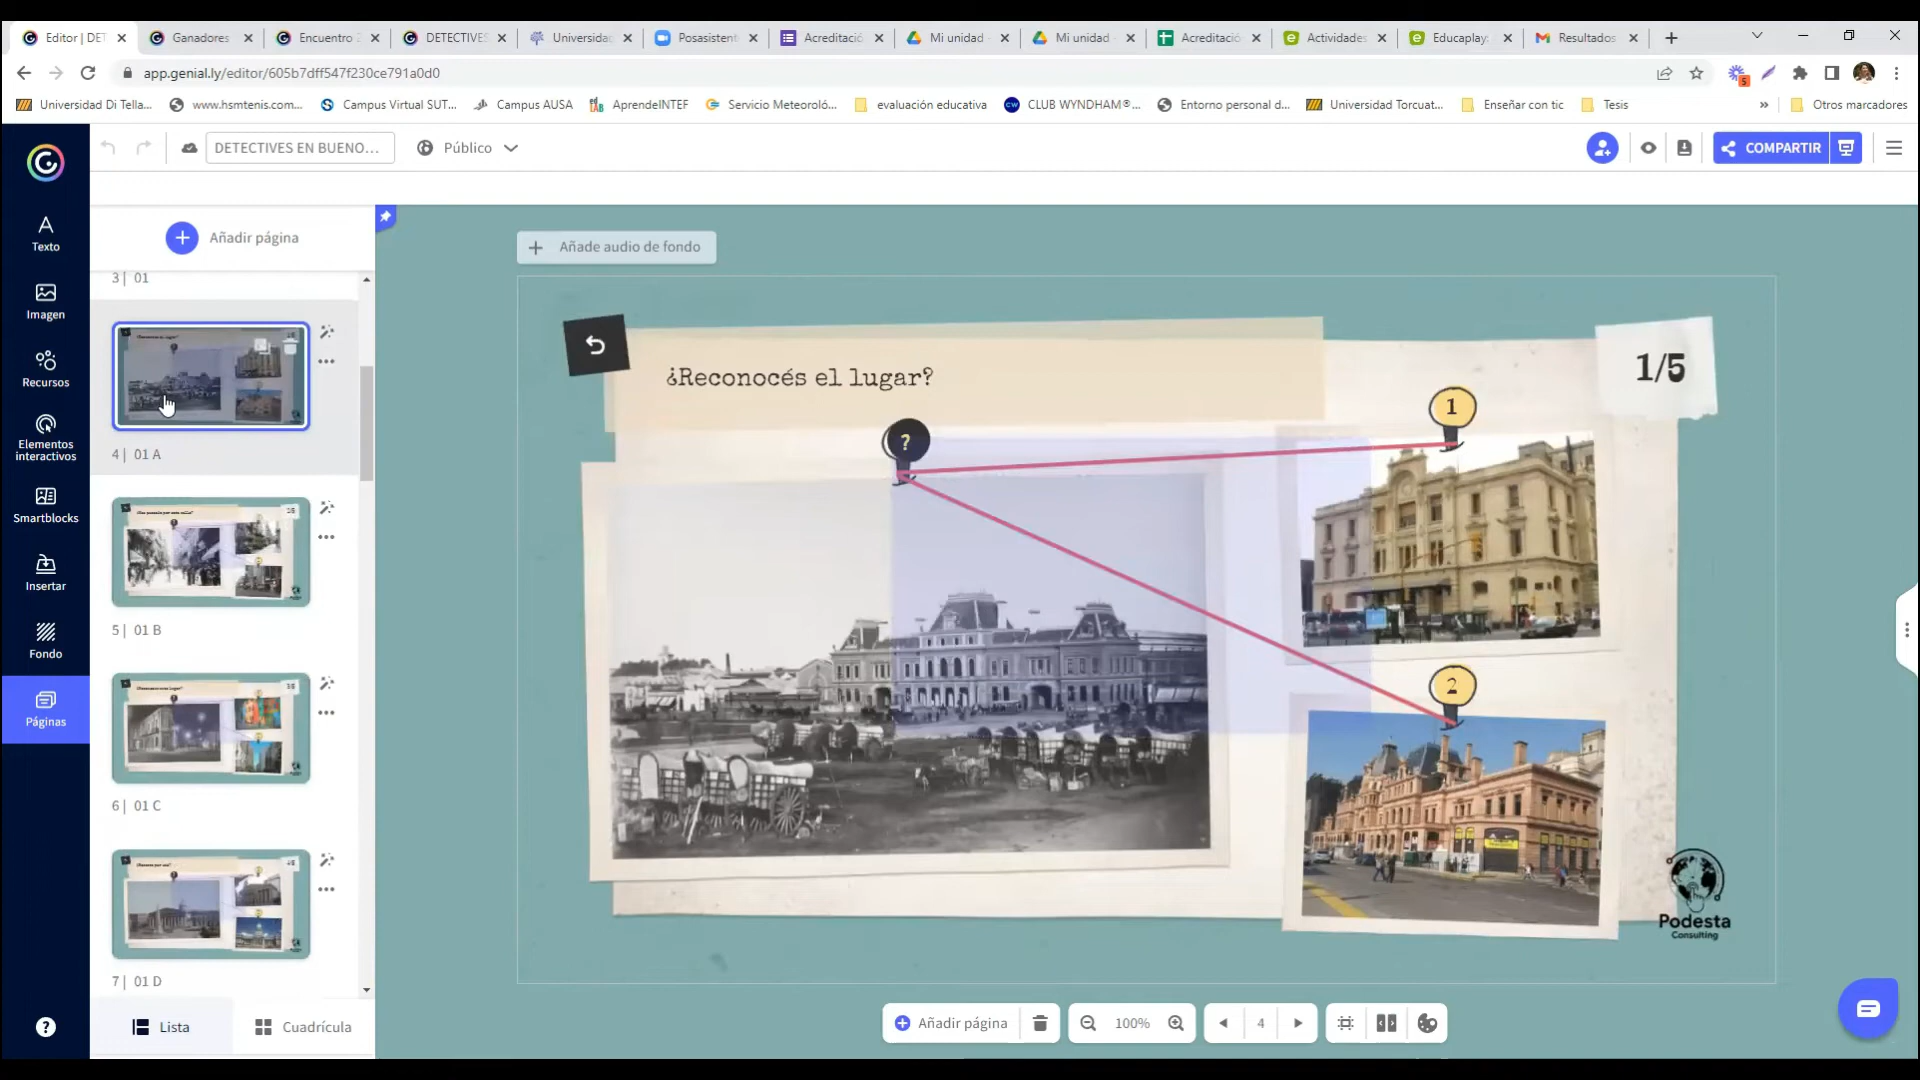 Editor | DET
Ganadores
Encuentro 2
DETECTIVES
Universidad
Posasistent
Acreditació
Mi unidad
Mi unidad
Acreditació
Actividades
Educaplay:
Resultados
app.genial.ly/editor/605b7dff547f230ce791a0d0
5
Universidad Di Tella...
www.hsmtenis.com...
Campus Virtual SUT...
Campus AUSA
AprendeINTEF
Servicio Meteoroló...
evaluación educativa
CLUB WYNDHAM®...
Entorno personal d...
Universidad Torcuat...
Enseñar con tic
Tesis
»
Otros marcadores
DETECTIVES EN BUENO...
Público
COMPARTIR
Texto
Imagen
Recursos
Elementos
interactivos
Smartblocks
Insertar
Fondo
Páginas
Añadir página
3 | 01
4 | 01 A
5 | 01 B
6 | 01 C
7 | 01 D
Lista
Cuadrícula
Añade audio de fondo
¿Reconocés el lugar?
1/5
?
1
2
Podesta
Consulting
Añadir página
100%
4